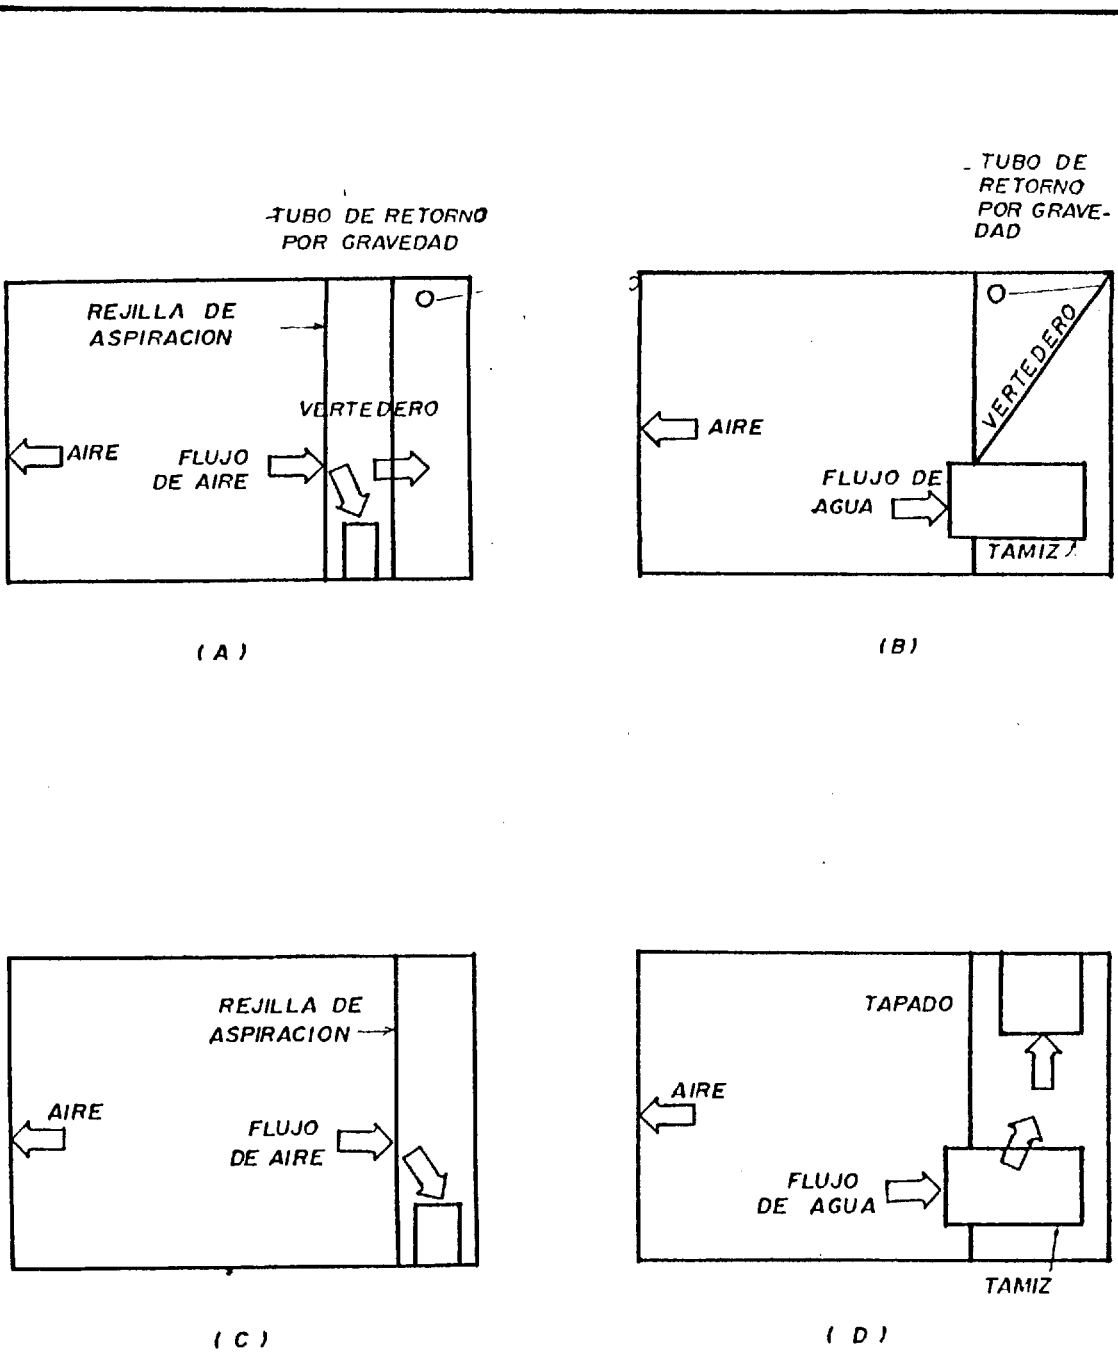 TUBO DE RETORNO
POR GRAVEDAD
REJILLA DE
ASPIRACION
VERTEDERO
AIRE
FLUJO
DE AIRE
(A)
TUBO DE
RETORNO
POR GRAVE-
DAD
VERTEDERO
AIRE
FLUJO DE
AGUA
TAMIZ
(B)
REJILLA DE
ASPIRACION
AIRE
FLUJO
DE AIRE
(C)
TAPADO
AIRE
FLUJO
DE AGUA
TAMIZ
(D)